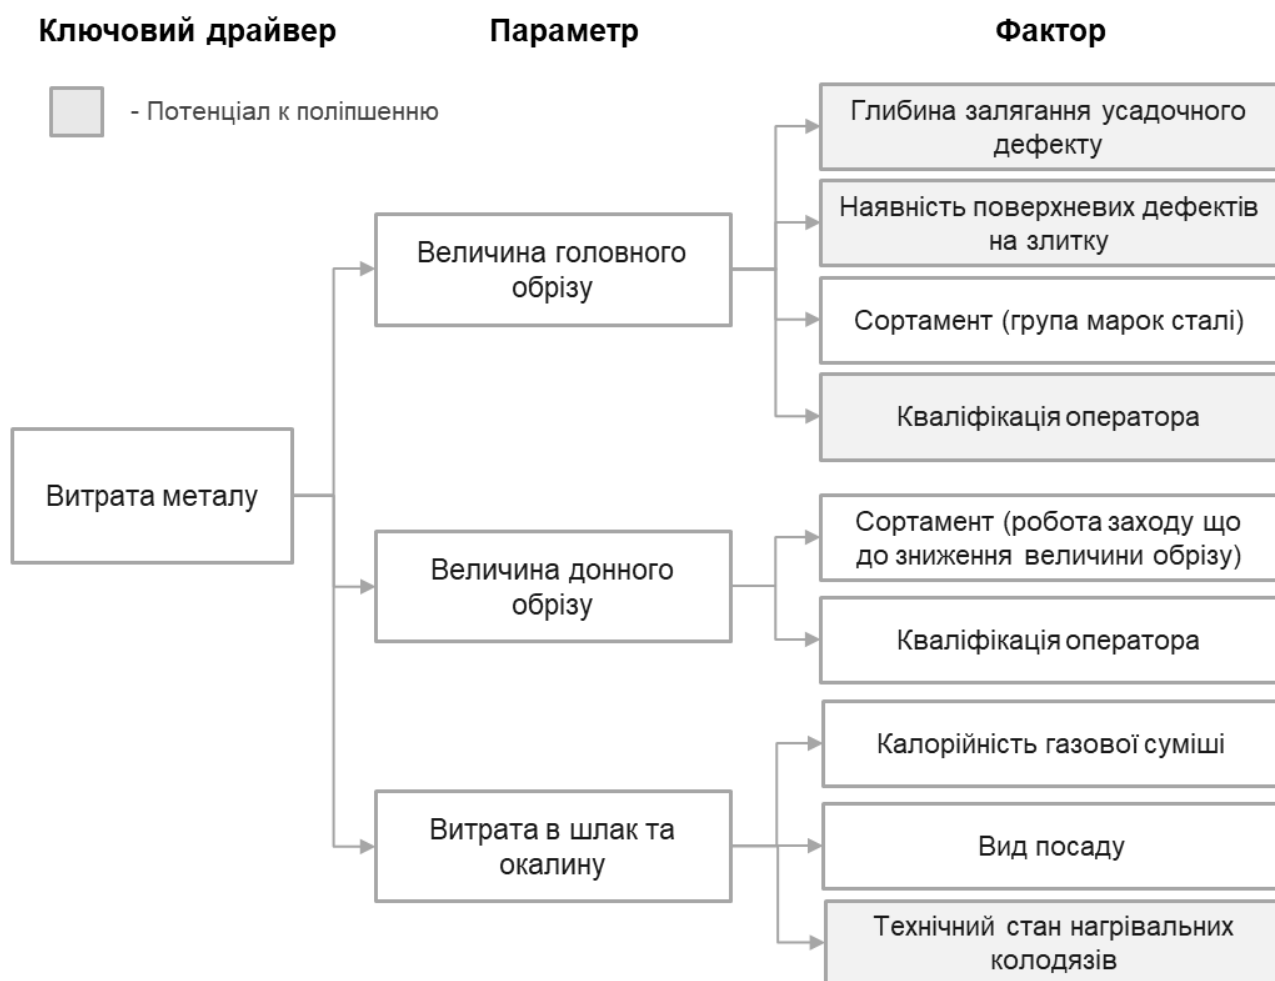 Ключовий драйвер
Параметр
Фактор
- Потенціал к поліпшенню
Глибина залягання усадочного
дефекту
Наявність поверхневих дефектів
на злитку
Величина головного
обрізу
Сортамент (група марок сталі)
Кваліфікація оператора
Витрата металу
Сортамент (робота заходу що
до зниження величини обрізу)
Величина донного
обрізу
Кваліфікація оператора
Калорійність газової суміші
Витрата в шлак та
окалину
Вид посаду
Технічний стан нагрівальних
колодязів